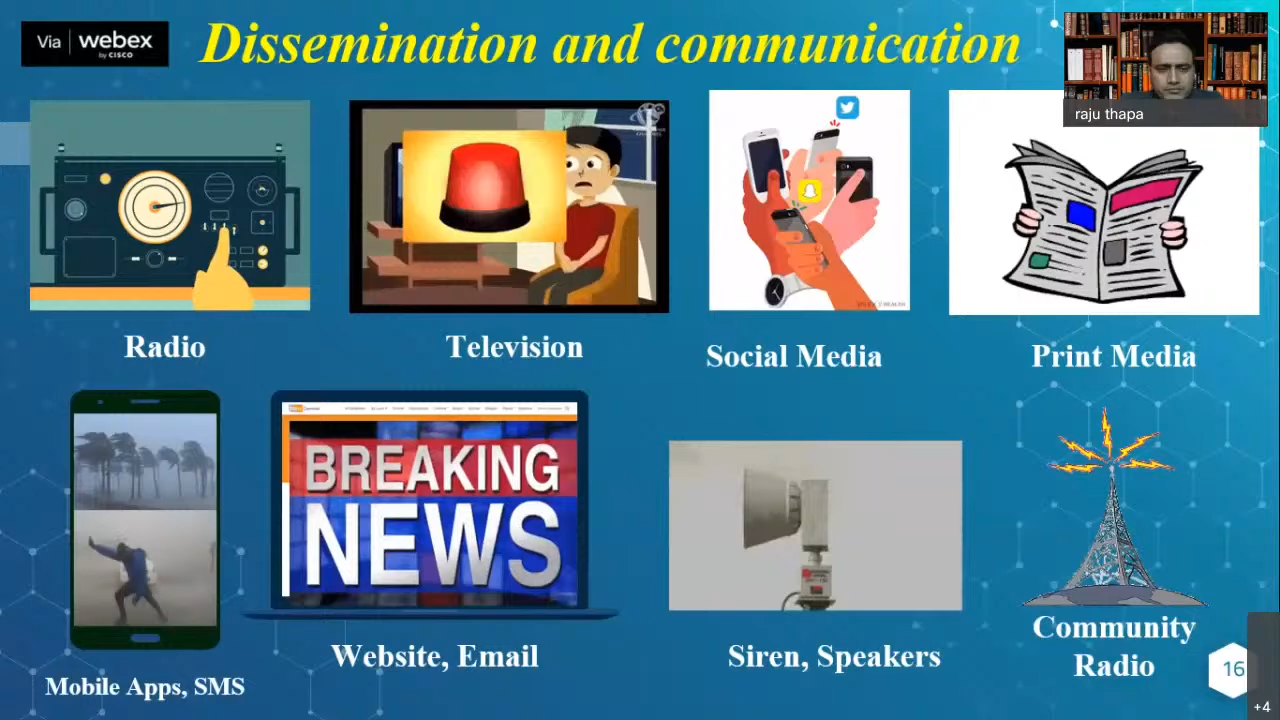 Via webex
by CISCO
Dissemination and communication
raju thapa
Radio
Television
Social Media
Print Media
BREAKING
NEWS
Mobile Apps, SMS
Website, Email
Siren, Speakers
Community
Radio
16
+4